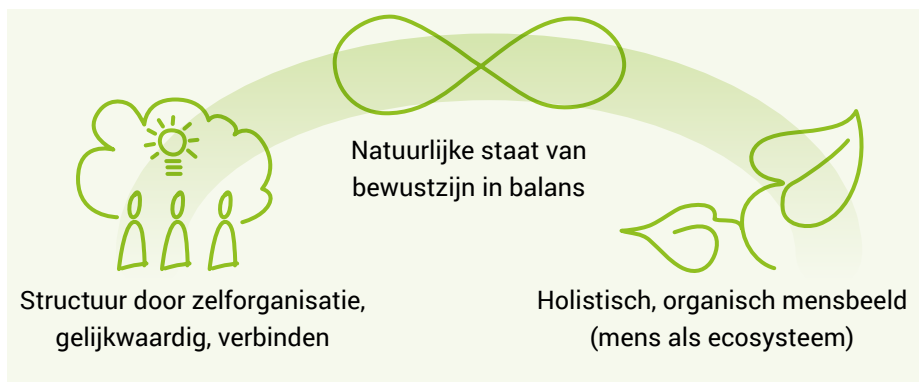 Natuurlijke staat van
bewustzijn in balans
Structuur door zelforganisatie,
gelijkwaardig, verbinden
Holistisch, organisch mensbeeld
(mens als ecosysteem)